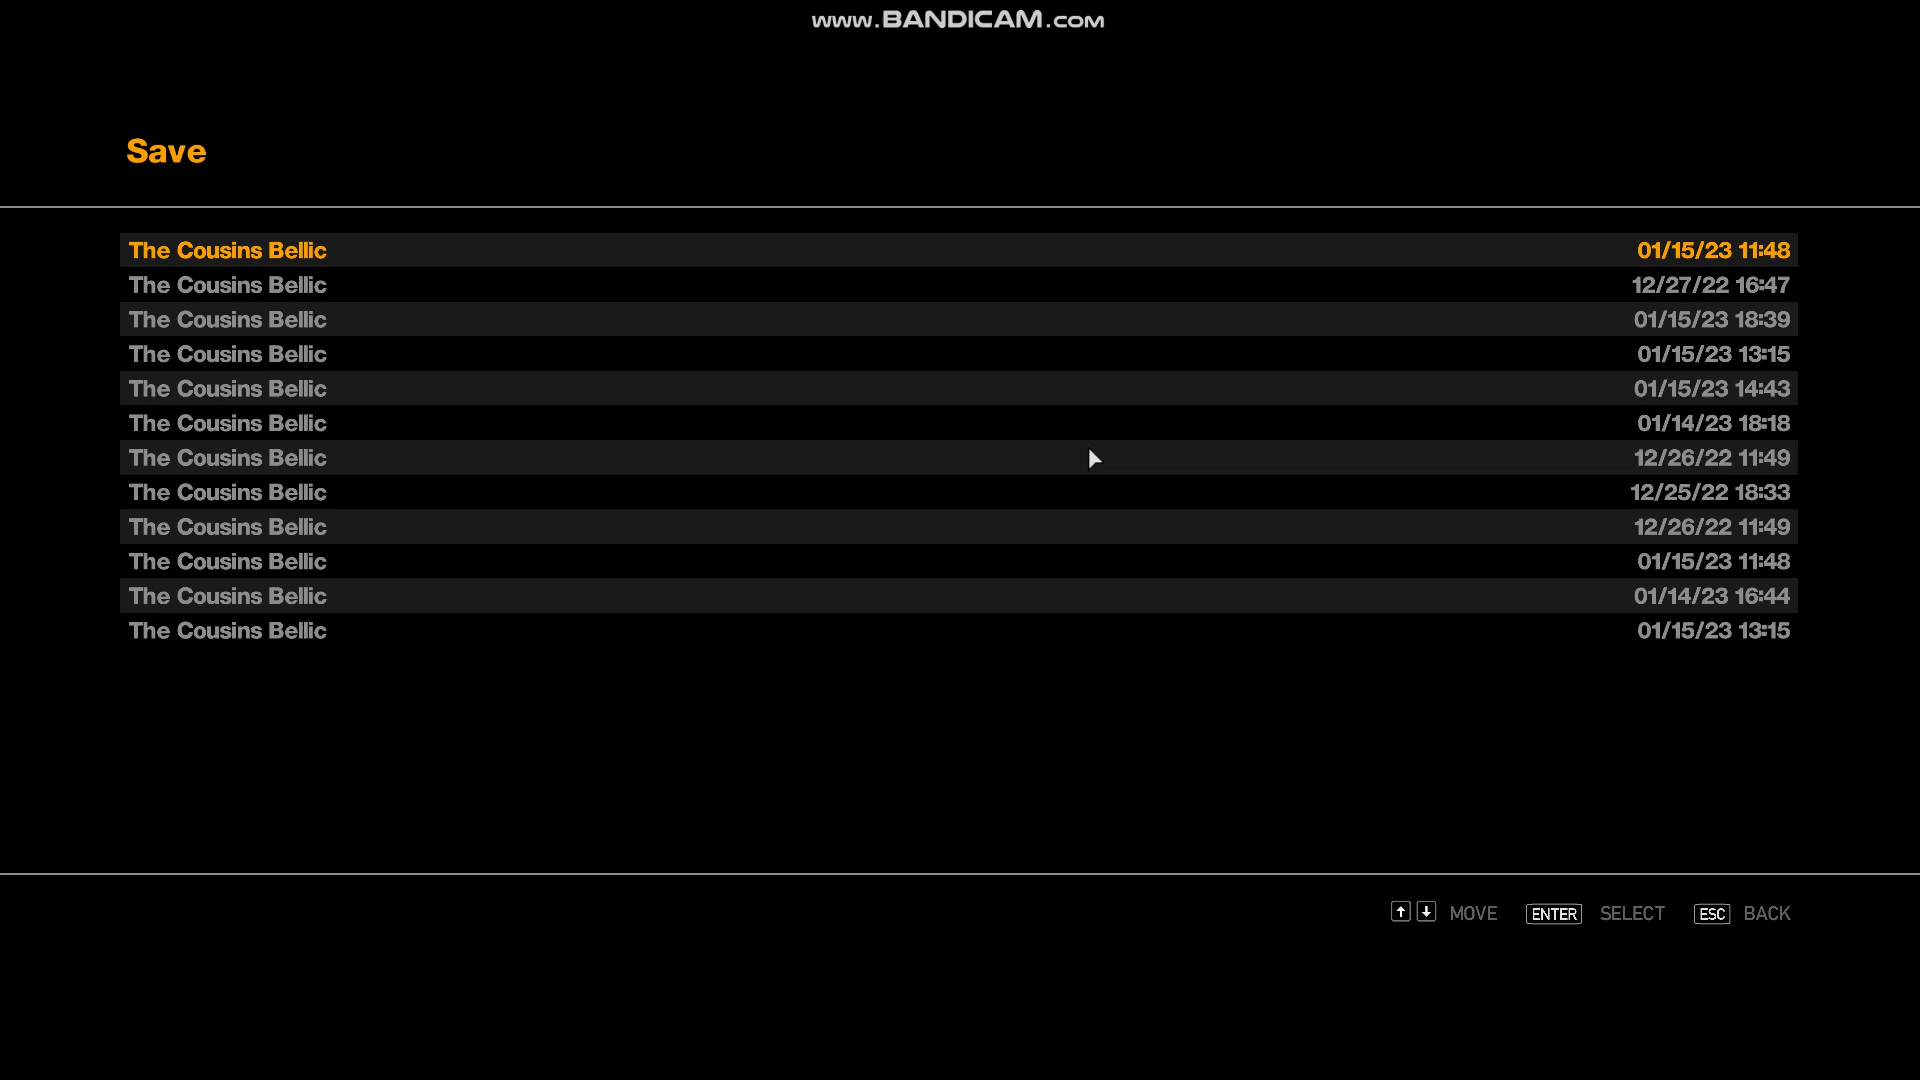 www.BANDICAM.COM
Save
The Cousins Bellic 01/15/23 11:48
The Cousins Bellic 12/27/22 16:47
The Cousins Bellic 01/15/23 18:39
The Cousins Bellic 01/15/23 13:15
The Cousins Bellic 01/15/23 14:43
The Cousins Bellic 01/14/23 18:18
The Cousins Bellic 12/26/22 11:49
The Cousins Bellic 12/25/22 18:33
The Cousins Bellic 12/26/22 11:49
The Cousins Bellic 01/15/23 11:48
The Cousins Bellic 01/14/23 16:44
The Cousins Bellic 01/15/23 13:15
↑ ↓ MOVE ENTER SELECT ESC BACK